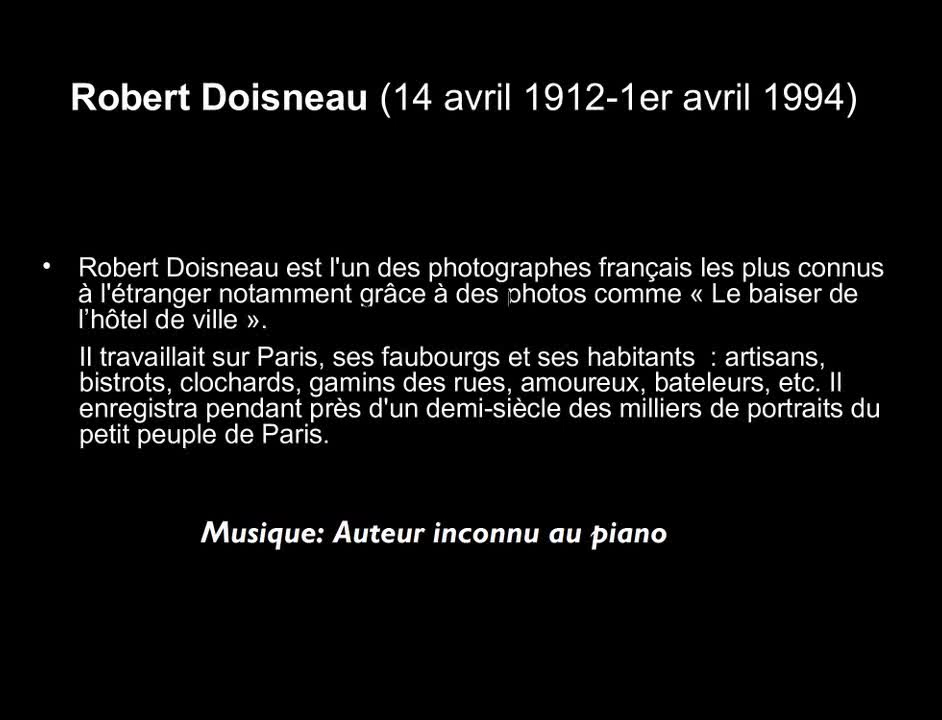 Robert Doisneau (14 avril 1912-1er avril 1994)
• Robert Doisneau est l'un des photographes français les plus connus
à l'étranger notamment grâce à des photos comme « Le baiser de
l’hôtel de ville ».
Il travaillait sur Paris, ses faubourgs et ses habitants  : artisans,
bistrots, clochards, gamins des rues, amoureux, bateleurs, etc. Il
enregistra pendant près d'un demi-siècle des milliers de portraits du
petit peuple de Paris.
Musique: Auteur inconnu au piano